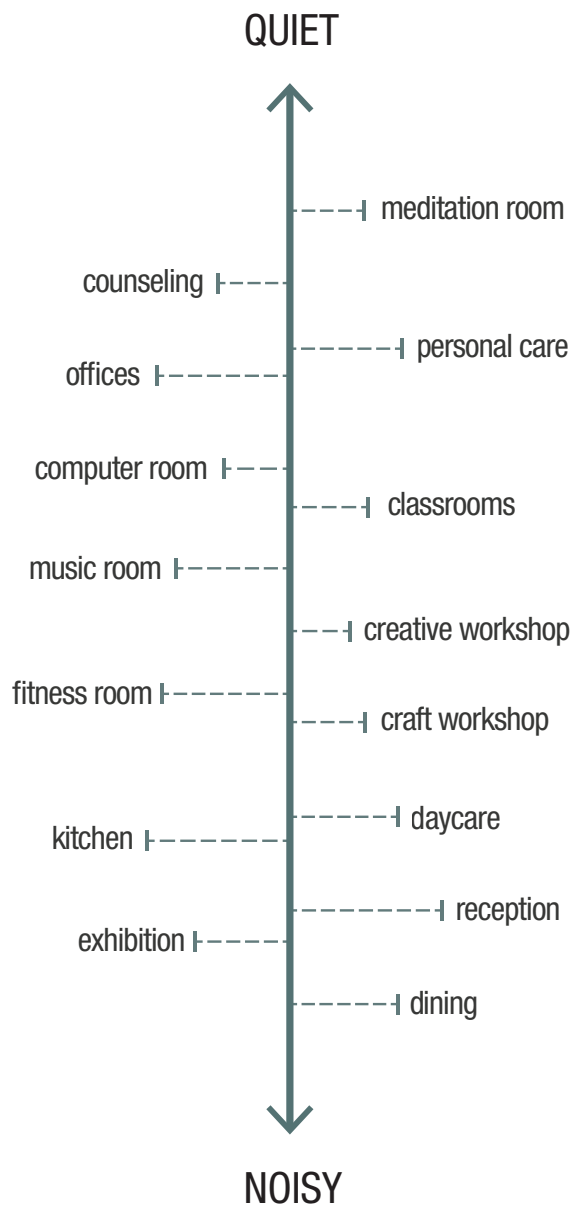 QUIET
meditation room
counseling
personal care
offices
computer room
classrooms
music room
creative workshop
fitness room
craft workshop
daycare
kitchen
reception
exhibition
dining
NOISY